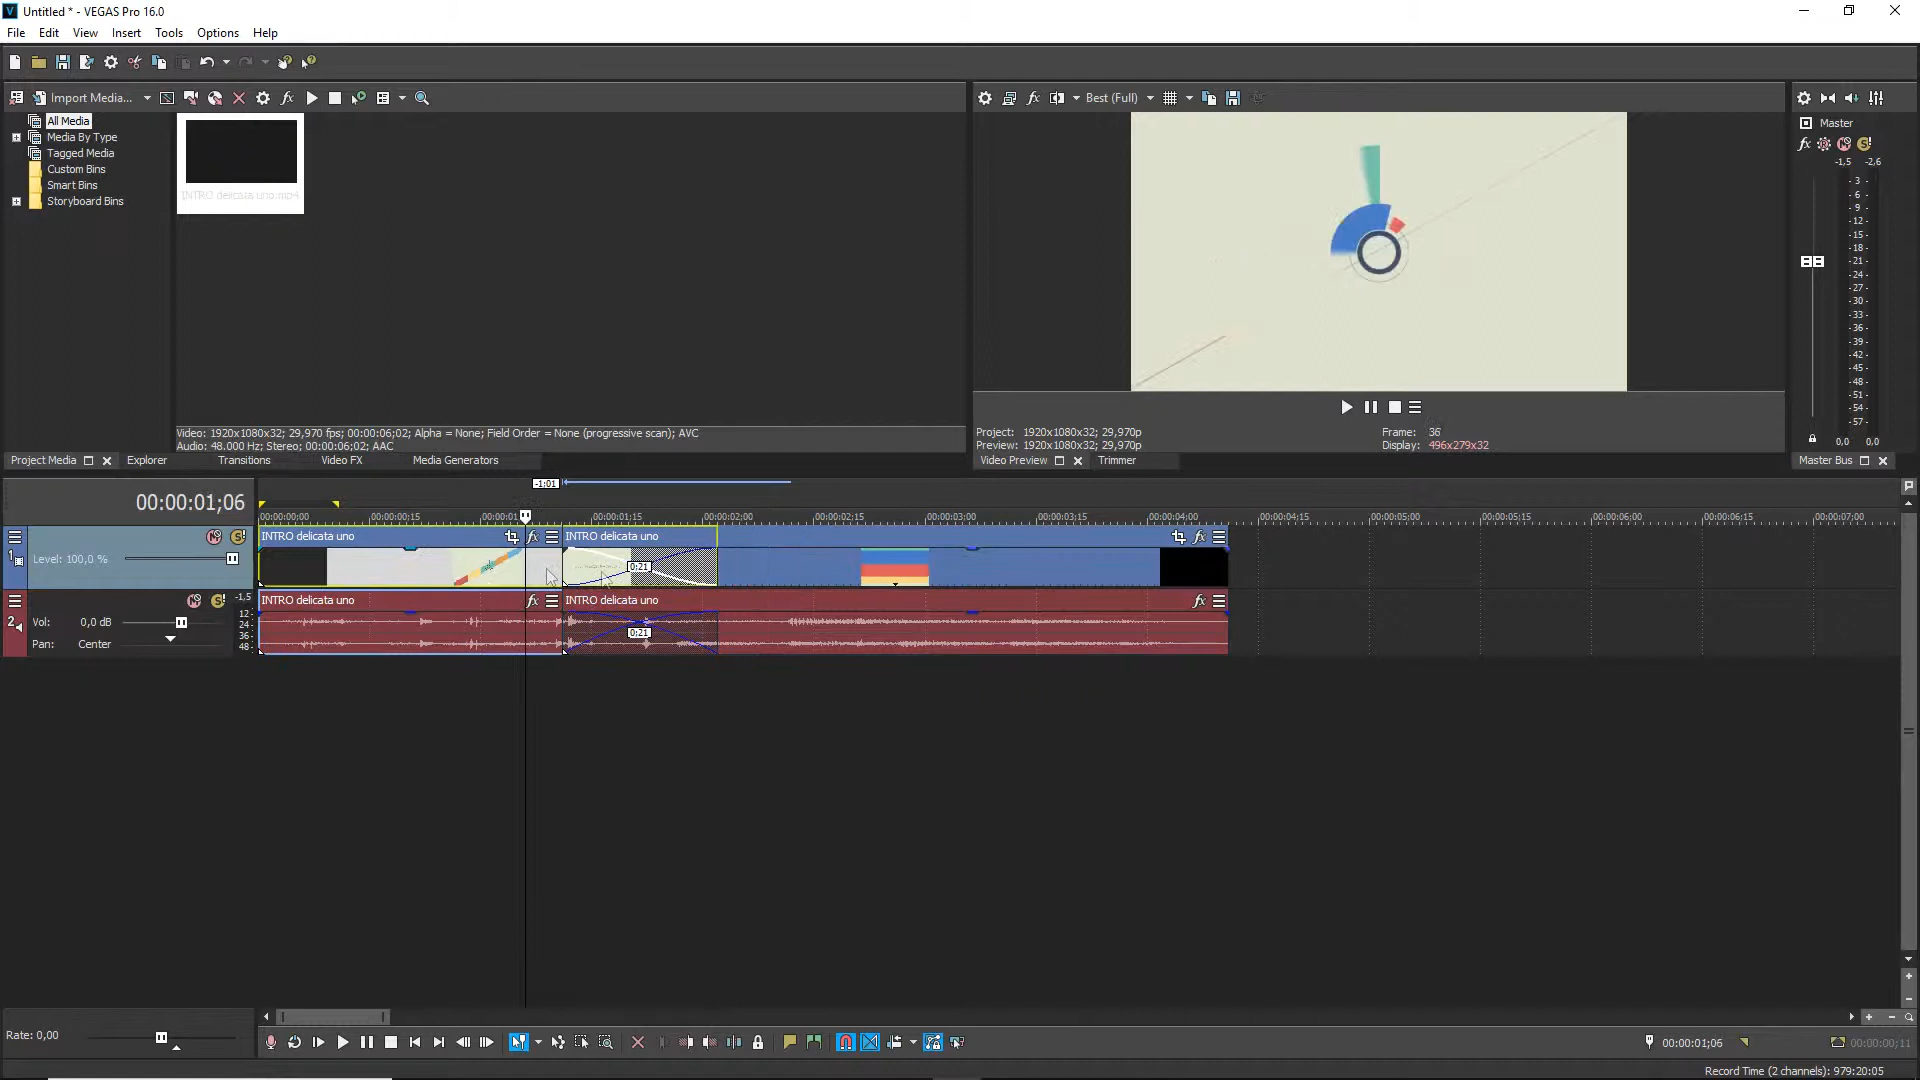 Untitled * - VEGAS Pro 16.0
File Edit View Insert Tools Options Help
Import Media...
Best (Full)
All Media
Media By Type
Tagged Media
Custom Bins
Smart Bins
Storyboard Bins
INTRO delicata uno.mp4
Master
-1,5 -2,6
- 3 -
- 6 -
- 9 -
- 12 -
- 15 -
- 18 -
- 21 -
- 24 -
- 27 -
- 30 -
- 33 -
- 36 -
- 39 -
- 42 -
- 45 -
- 48 -
- 51 -
- 54 -
- 57 -
0,0 0,0
Video: 1920x1080x32; 29,970 fps; 00:00:06;02; Alpha = None; Field Order = None (progressive scan); AVC
Audio: 48.000 Hz; Stereo; 00:00:06;02; AAC
Project: 1920x1080x32; 29,970p
Preview: 1920x1080x32; 29,970p
Frame: 36
Display: 496x279x32
Project Media Explorer Transitions Video FX Media Generators
Video Preview Trimmer
Master Bus
-1;01
00:00:01;06
00:00:00;00 00:00:00;15 00:00:01 00:00:01;15 00:00:02;00 00:00:02;15 00:00:03;00 00:00:03;15 00:00:04;00 00:00:04;15 00:00:05;00 00:00:05;15 00:00:06;00 00:00:06;15 00:00:07;00
INTRO delicata uno fx INTRO delicata uno fx
1 Level: 100,0 %
0;21
INTRO delicata uno fx INTRO delicata uno fx
2 Vol: 0,0 dB
Pan: Center
-1,5
12-
24-
36-
48-
0;21
Rate: 0,00
00:00:01;06
00:00:00;11
Record Time (2 channels): 979:20:05